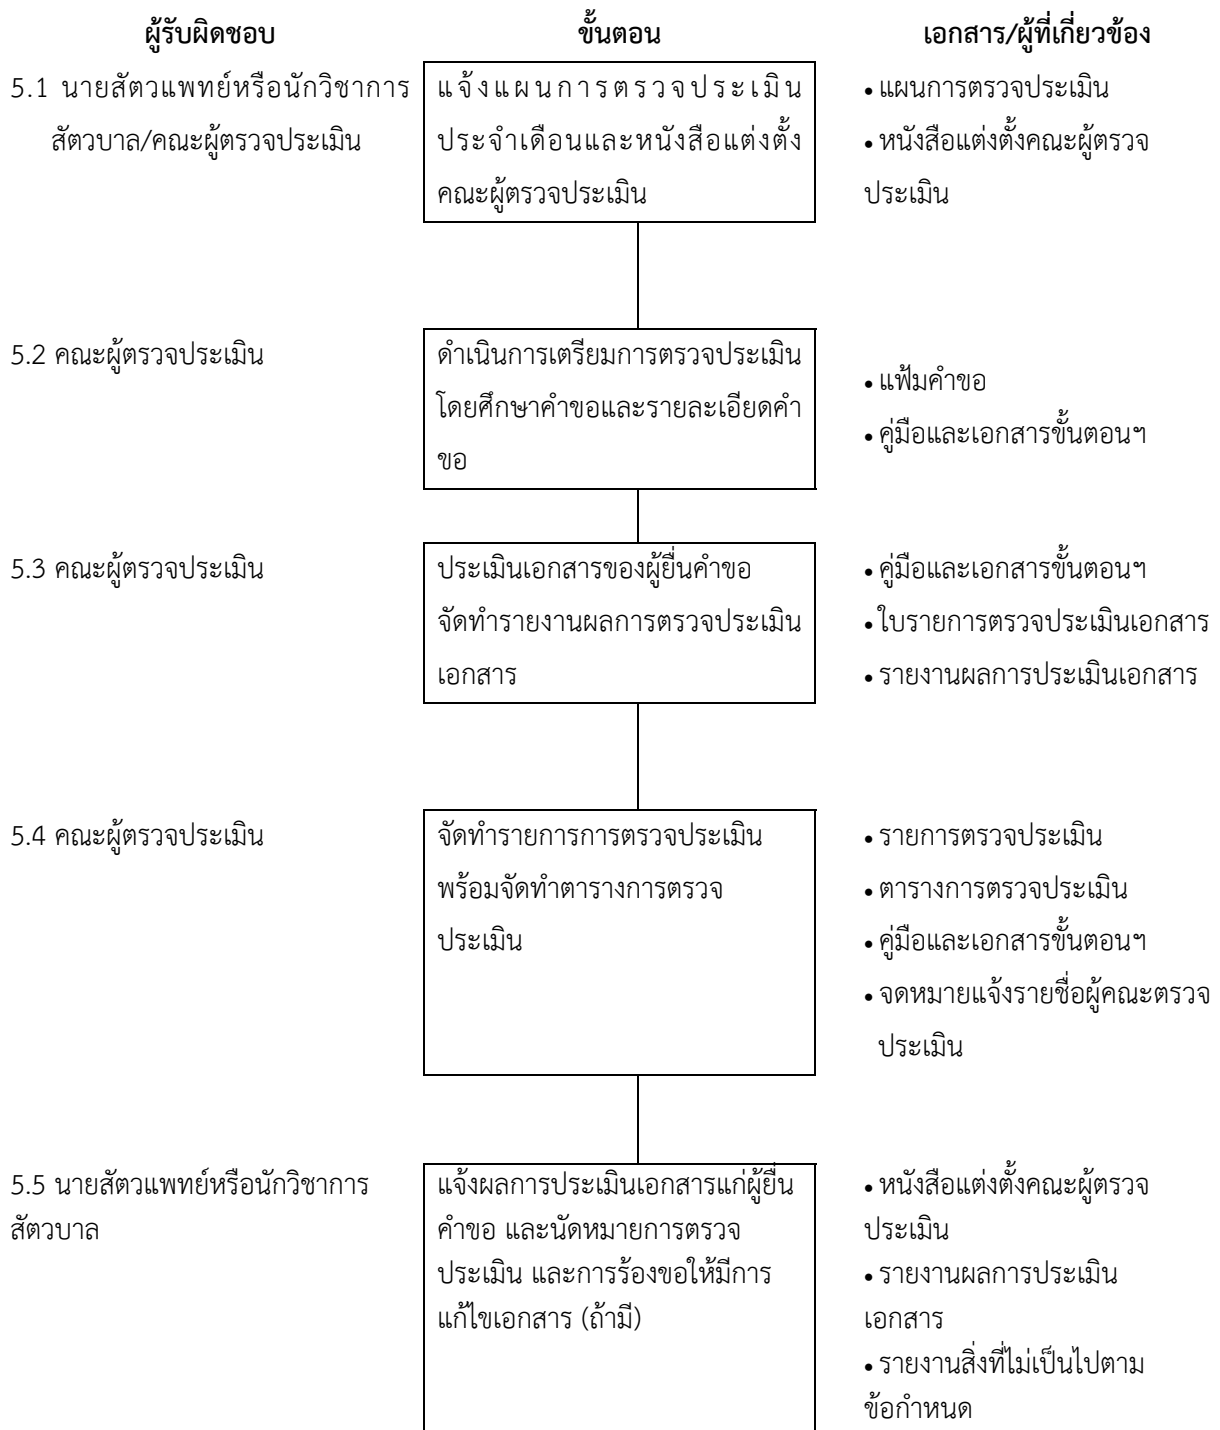 ผู้รับผิดชอบ
ขั้นตอน
เอกสาร/ผู้ที่เกี่ยวข้อง
5.1 นายสัตวแพทย์หรือนักวิชาการ
สัตวบาล/คณะผู้ตรวจประเมิน
แจ้งแผนการตรวจประเมิน
ประจำเดือนและหนังสือแต่งตั้ง
คณะผู้ตรวจประเมิน
• แผนการตรวจประเมิน
• หนังสือแต่งตั้งคณะผู้ตรวจ
ประเมิน
5.2 คณะผู้ตรวจประเมิน
ดำเนินการเตรียมการตรวจประเมิน
โดยศึกษาคำขอและรายละเอียดคำ
ขอ
• แฟ้มคำขอ
• คู่มือและเอกสารขั้นตอนฯ
5.3 คณะผู้ตรวจประเมิน
ประเมินเอกสารของผู้ยื่นคำขอ
จัดทำรายงานผลการตรวจประเมิน
เอกสาร
• คู่มือและเอกสารขั้นตอนฯ
• ใบรายการตรวจประเมินเอกสาร
• รายงานผลการประเมินเอกสาร
5.4 คณะผู้ตรวจประเมิน
จัดทำรายการการตรวจประเมิน
พร้อมจัดทำตารางการตรวจ
ประเมิน
• รายการตรวจประเมิน
• ตารางการตรวจประเมิน
• คู่มือและเอกสารขั้นตอนฯ
• จดหมายแจ้งรายชื่อผู้คณะตรวจ
ประเมิน
5.5 นายสัตวแพทย์หรือนักวิชาการ
สัตวบาล
แจ้งผลการประเมินเอกสารแก่ผู้ยื่น
คำขอ และนัดหมายการตรวจ
ประเมิน และการร้องขอให้มีการ
แก้ไขเอกสาร (ถ้ามี)
• หนังสือแต่งตั้งคณะผู้ตรวจ
ประเมิน
• รายงานผลการประเมิน
เอกสาร
• รายงานสิ่งที่ไม่เป็นไปตาม
ข้อกำหนด